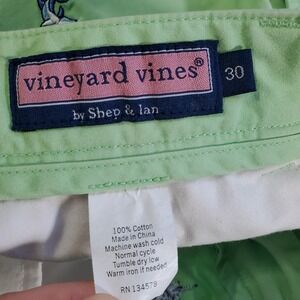 vineyard vines®
30
by Shep & Ian
100% Cotton
Made in China
Machine wash cold
Normal cycle
Tumble dry low
Warm iron if needed
RN 134579